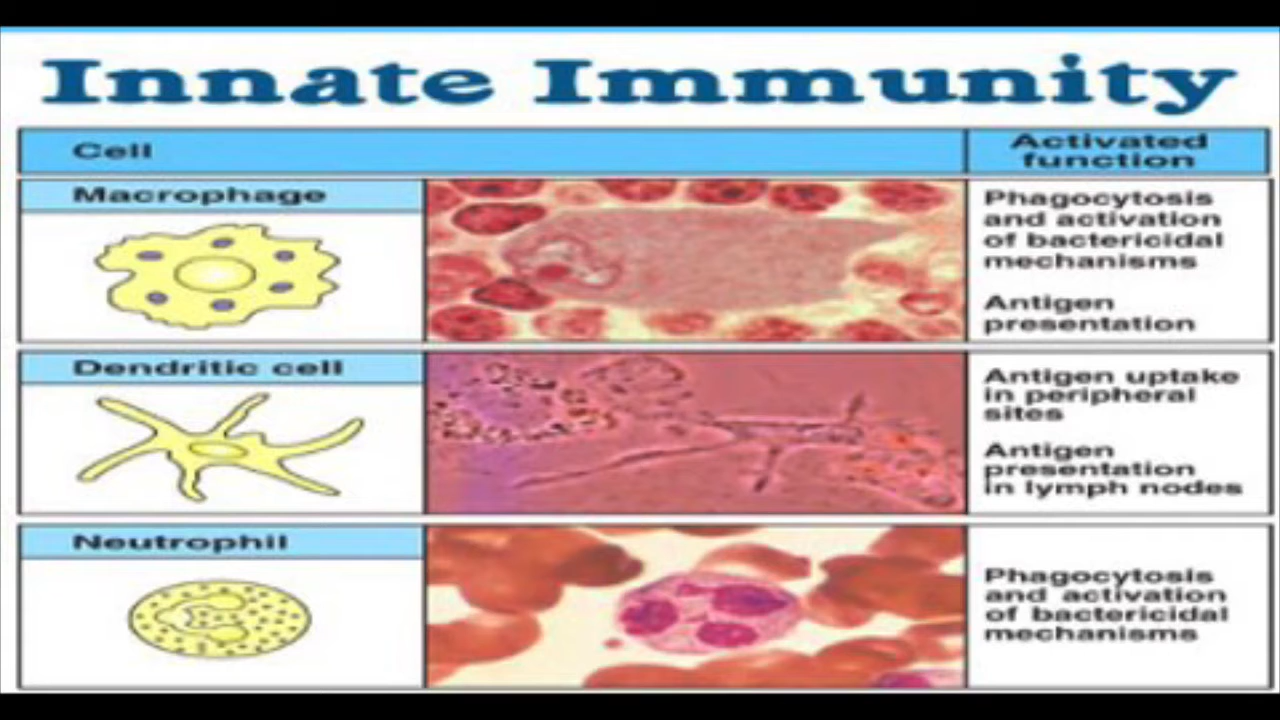 Innate Immunity
Cell
Activated
function
Macrophage
Phagocytosis
and activation
of bactericidal
mechanisms
Antigen
presentation
Dendritic cell
Antigen uptake
in peripheral
sites
Antigen
presentation
in lymph nodes
Neutrophil
Phagocytosis
and activation
of bactericidal
mechanisms